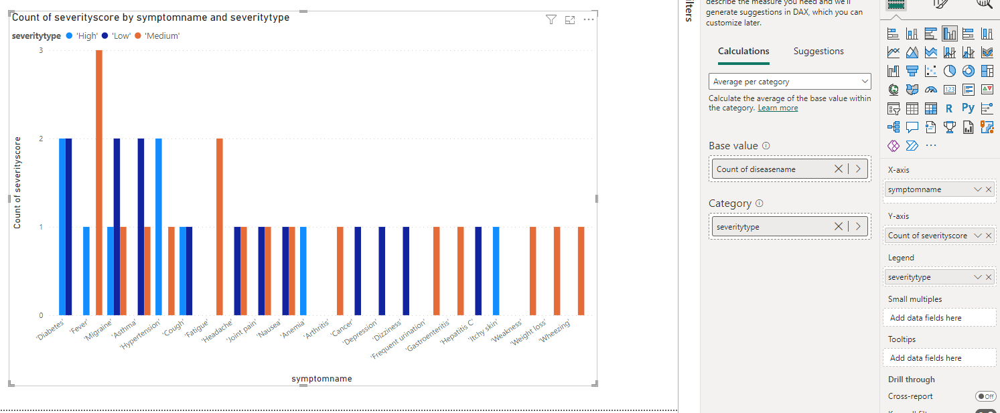 Count of severityscore by symptomname and severitytype
severitytype 'High' 'Low' 'Medium'
Count of severityscore
3
2
1
0
'Diabetes'
'Fever'
'Migraine'
'Asthma'
'Hypertension'
'Cough'
'Fatigue'
'Headache'
'Joint pain'
'Nausea'
'Anemia'
'Arthritis'
'Cancer'
'Depression'
'Dizziness'
'Frequent urination'
'Gastroenteritis'
'Hepatitis C'
'Itchy skin'
'Weakness'
'Weight loss'
'Wheezing'
symptomname
Filters
describe the measure you need and we'll
generate suggestions in DAX, which you can
customize later.
Calculations Suggestions
Average per category
Calculate the average of the base value within
the category. Learn more
Base value
Count of diseasename
Category
severitytype
123
R
Py
X-axis
symptomname
Y-axis
Count of severityscore
Legend
severitytype
Small multiples
Add data fields here
Tooltips
Add data fields here
Drill through
Cross-report Off